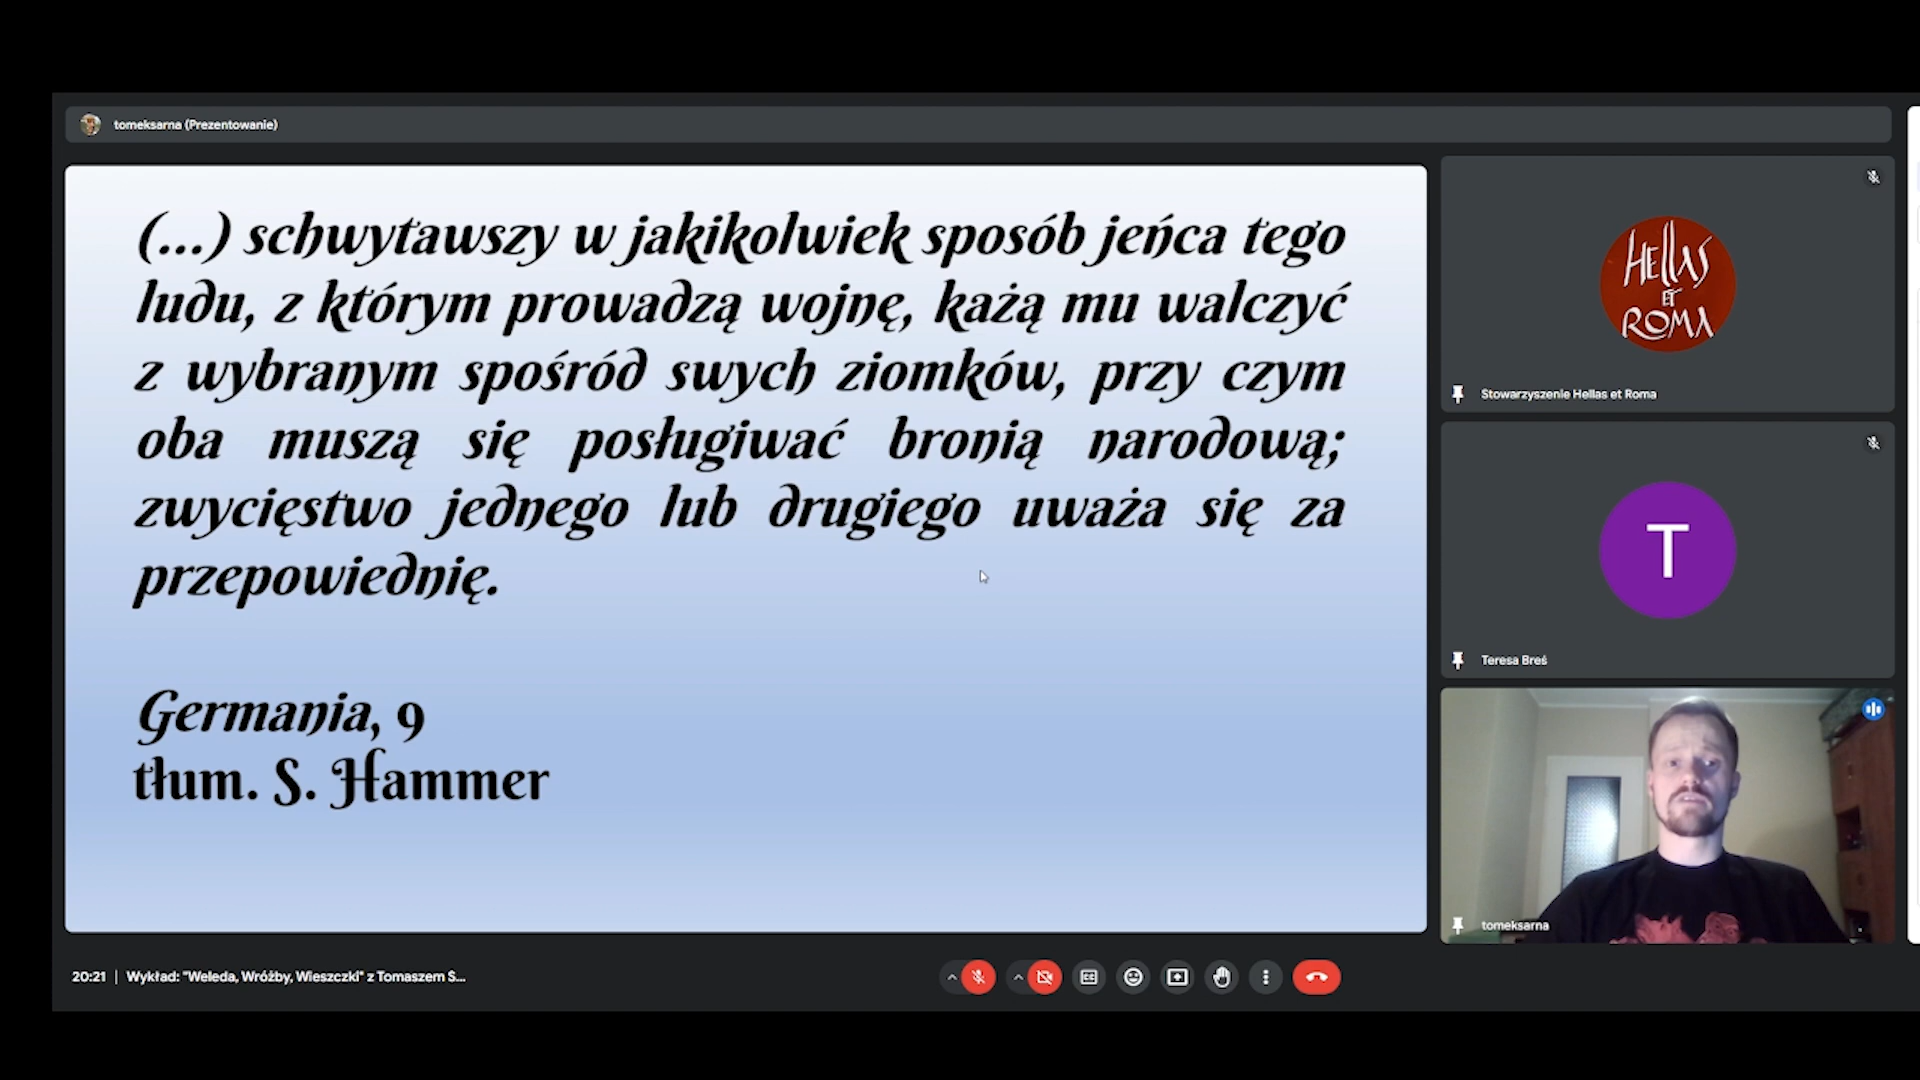 tomeksarna (Prezentowanie)
(...) schwytawszy w jakikolwiek sposób jeńca tego
ludu, z którym prowadzą wojnę, każą mu walczyć
z wybranym spośród swych ziomków, przy czym
oba muszą się posługiwać bronią narodową;
zwycięstwo jednego lub drugiego uważa się za
przepowiednię.
Germania, 9
tłum. S. Hammer
HELLAS
ET
ROMA
Stowarzyszenie Hellas et Roma
T
Teresa Breś
tomeksarna
20:21 | Wykład: "Weleda, Wróżby, Wieszczki" z Tomaszem S...